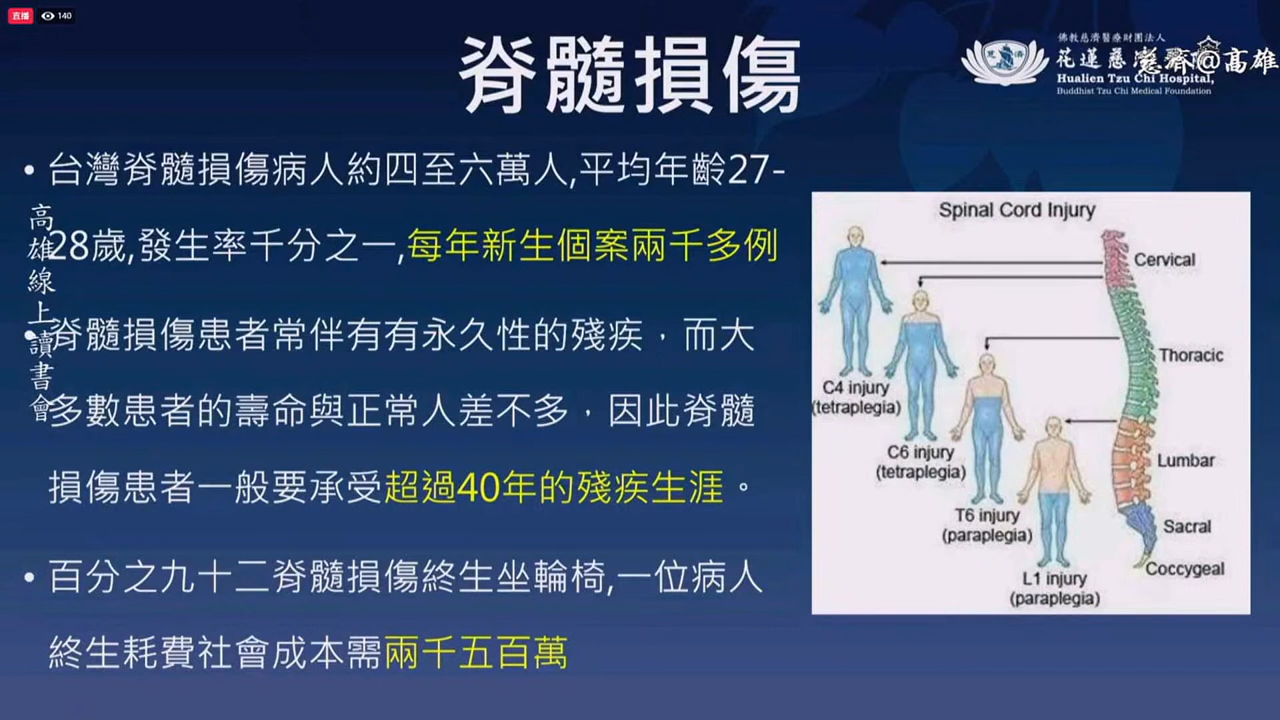 直播 140
脊髓損傷
佛教慈濟醫療財團法人
花蓮慈濟
慈濟@高雄
Hualien Tzu Chi Hospital,
Buddhist Tzu Chi Medical Foundation
• 台灣脊髓損傷病人約四至六萬人,平均年齡27-
28歲,發生率千分之一,每年新生個案兩千多例
• 脊髓損傷患者常伴有有永久性的殘疾，而大
多數患者的壽命與正常人差不多，因此脊髓
損傷患者一般要承受超過40年的殘疾生涯。
• 百分之九十二脊髓損傷終生坐輪椅,一位病人
終生耗費社會成本需兩千五百萬
高雄線上讀書會
Spinal Cord Injury
Cervical
Thoracic
Lumbar
Sacral
Coccygeal
C4 injury
(tetraplegia)
C6 injury
(tetraplegia)
T6 injury
(paraplegia)
L1 injury
(paraplegia)